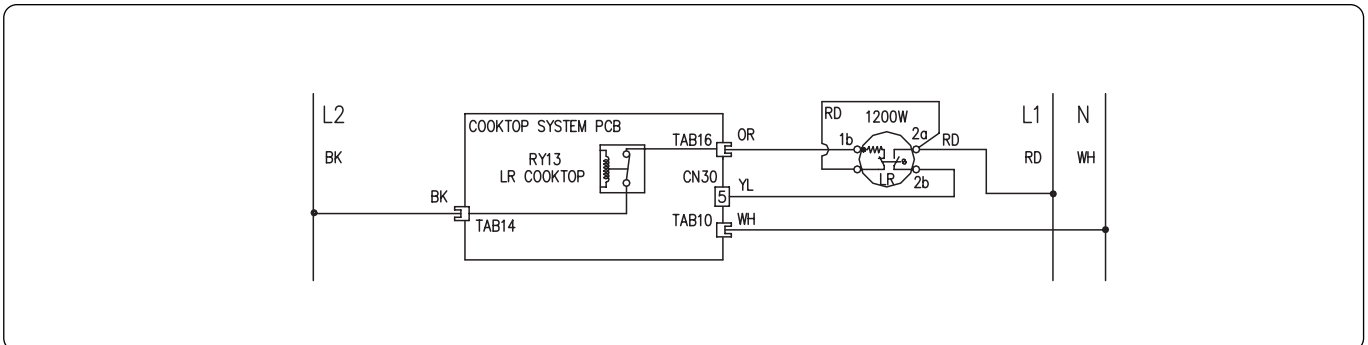 L2
BK
BK
COOKTOP SYSTEM PCB
RY13
LR COOKTOP
TAB14
TAB16
OR
CN30
5
YL
TAB10
WH
RD
1200W
1b
2a
RD
LR
2b
L1
N
RD
WH